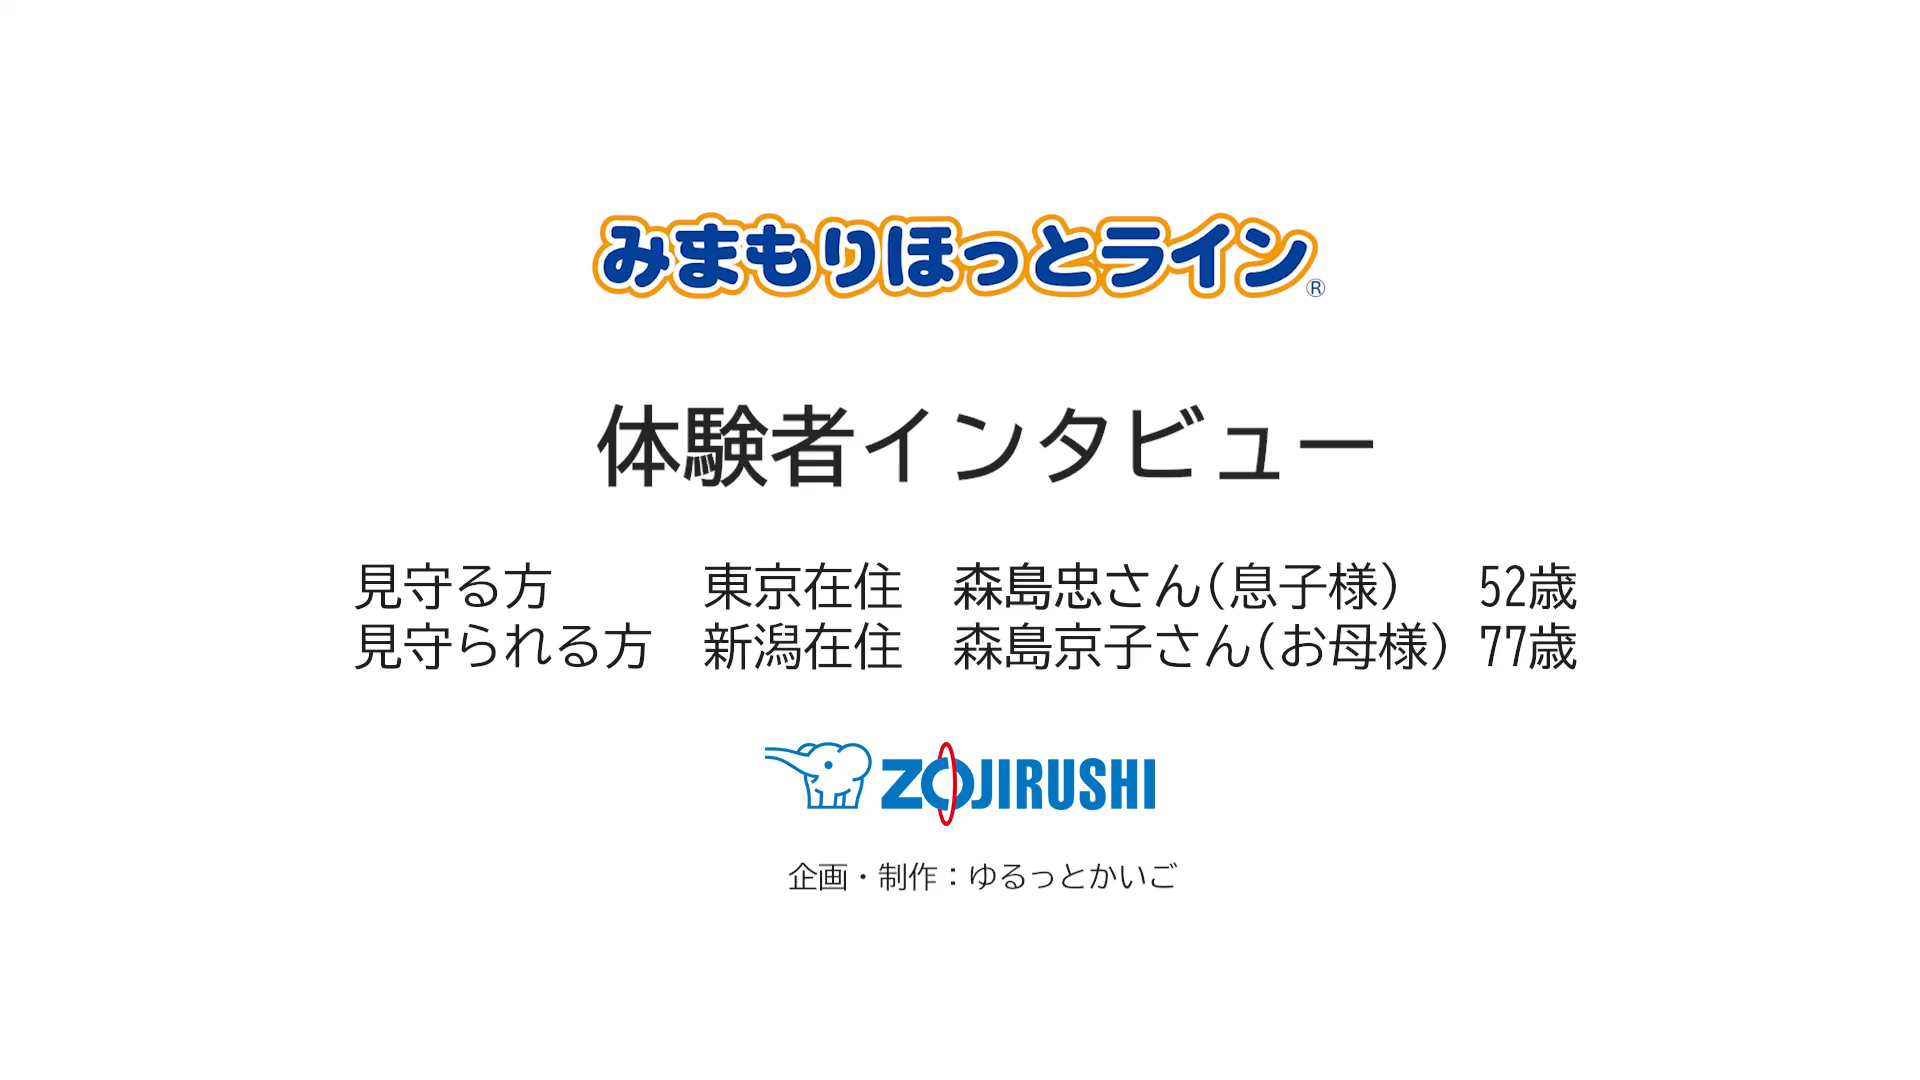 みまもりほっとライン®
体験者インタビュー
見守る方　　　東京在住　森島忠さん(息子様)　 52歳
見守られる方　新潟在住　森島京子さん(お母様) 77歳
ZOJIRUSHI
企画・制作：ゆるっとかいご